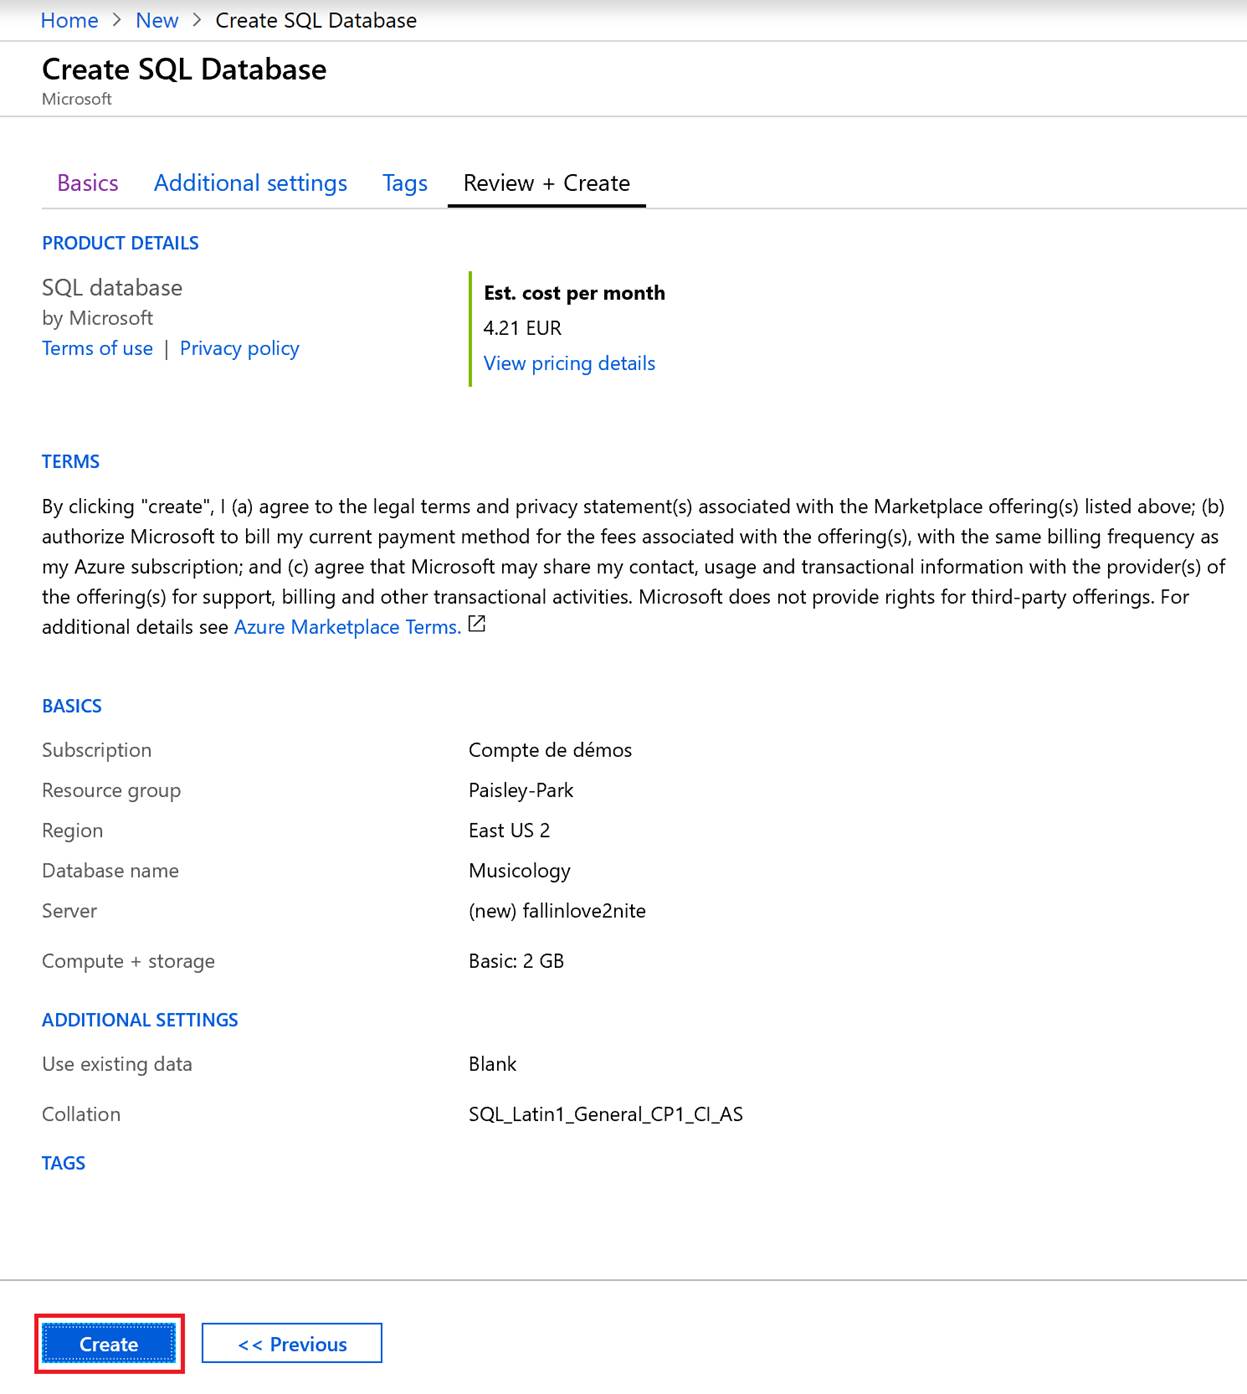 Home > New > Create SQL Database
Create SQL Database
Microsoft
Basics Additional settings Tags Review + Create
PRODUCT DETAILS
SQL database
by Microsoft
Terms of use | Privacy policy
Est. cost per month
4.21 EUR
View pricing details
TERMS
By clicking "create", I (a) agree to the legal terms and privacy statement(s) associated with the Marketplace offering(s) listed above; (b)
authorize Microsoft to bill my current payment method for the fees associated with the offering(s), with the same billing frequency as
my Azure subscription; and (c) agree that Microsoft may share my contact, usage and transactional information with the provider(s) of
the offering(s) for support, billing and other transactional activities. Microsoft does not provide rights for third-party offerings. For
additional details see Azure Marketplace Terms.
BASICS
Subscription Compte de démos
Resource group Paisley-Park
Region East US 2
Database name Musicology
Server (new) fallinlove2nite
Compute + storage Basic: 2 GB
ADDITIONAL SETTINGS
Use existing data Blank
Collation SQL_Latin1_General_CP1_CI_AS
TAGS
Create << Previous